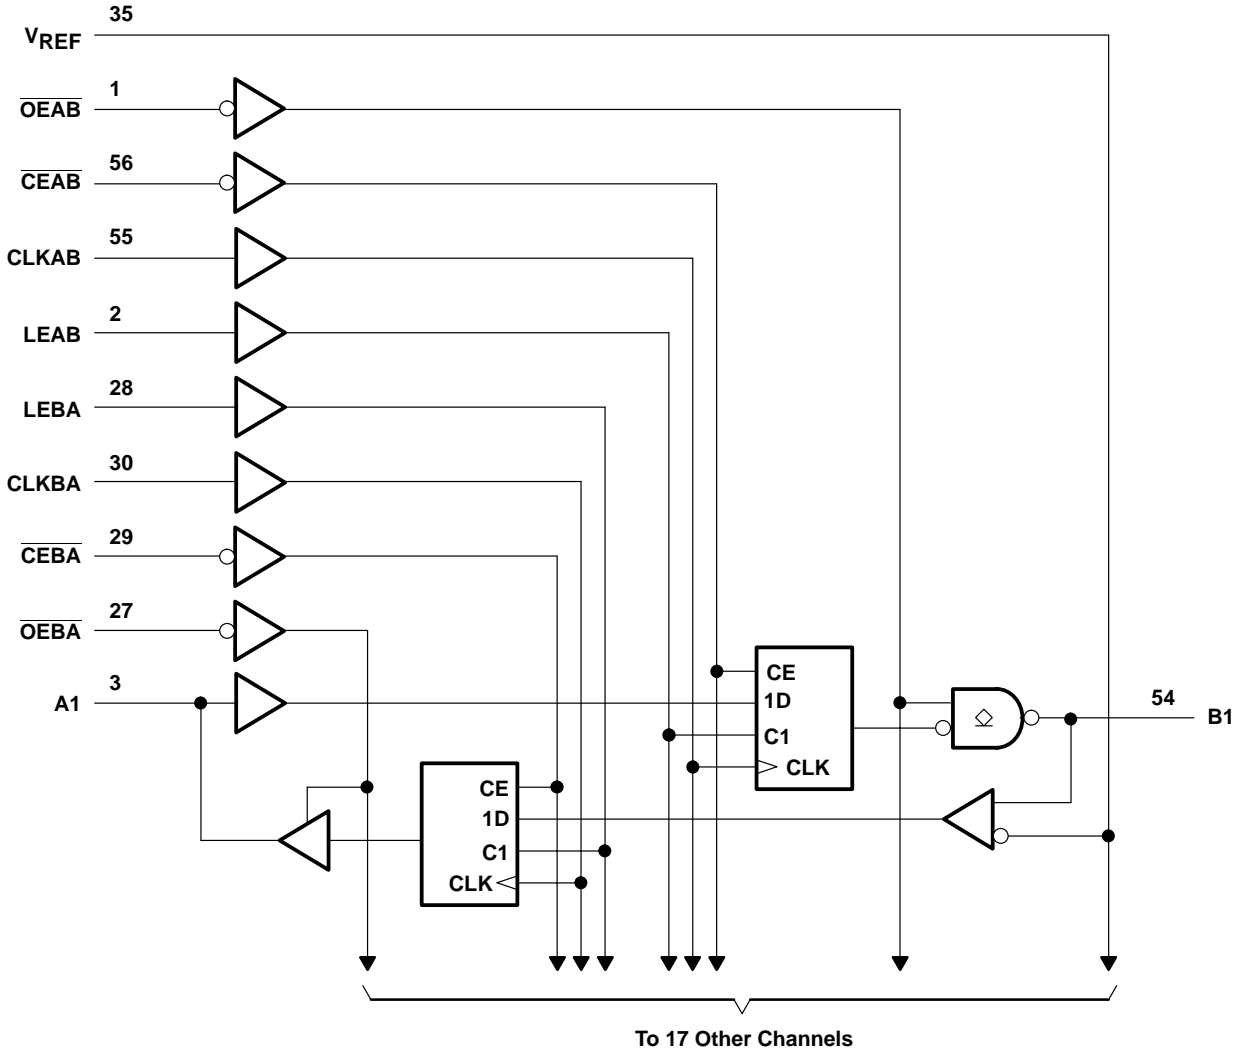 35
VREF
1
OEAB
56
CEAB
55
CLKAB
2
LEAB
28
LEBA
30
CLKBA
29
CEBA
27
OEBA
3
A1
CE
1D
C1
CLK
54
B1
CE
1D
C1
CLK
To 17 Other Channels